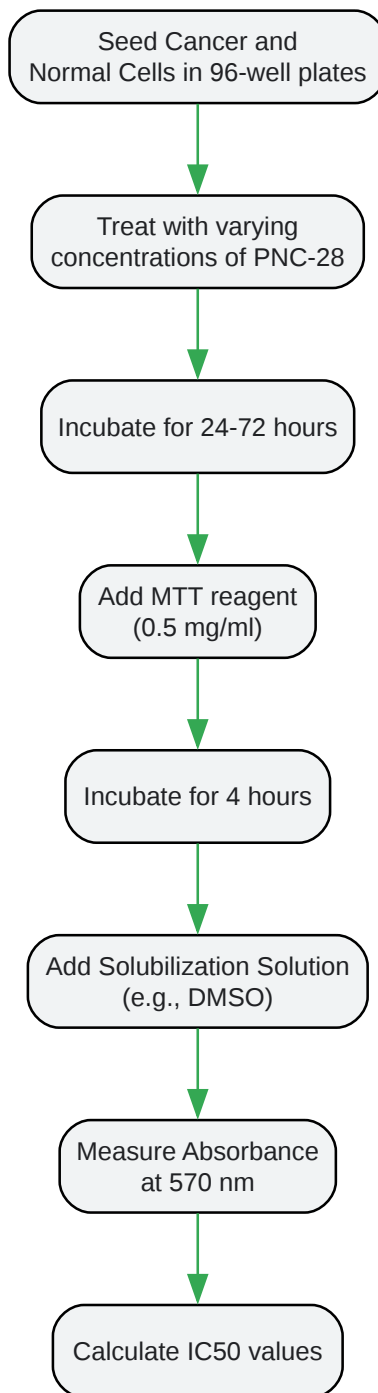 Seed Cancer and
Normal Cells in 96-well plates
Treat with varying
concentrations of PNC-28
Incubate for 24-72 hours
Add MTT reagent
(0.5 mg/ml)
Incubate for 4 hours
Add Solubilization Solution
(e.g., DMSO)
Measure Absorbance
at 570 nm
Calculate IC50 values